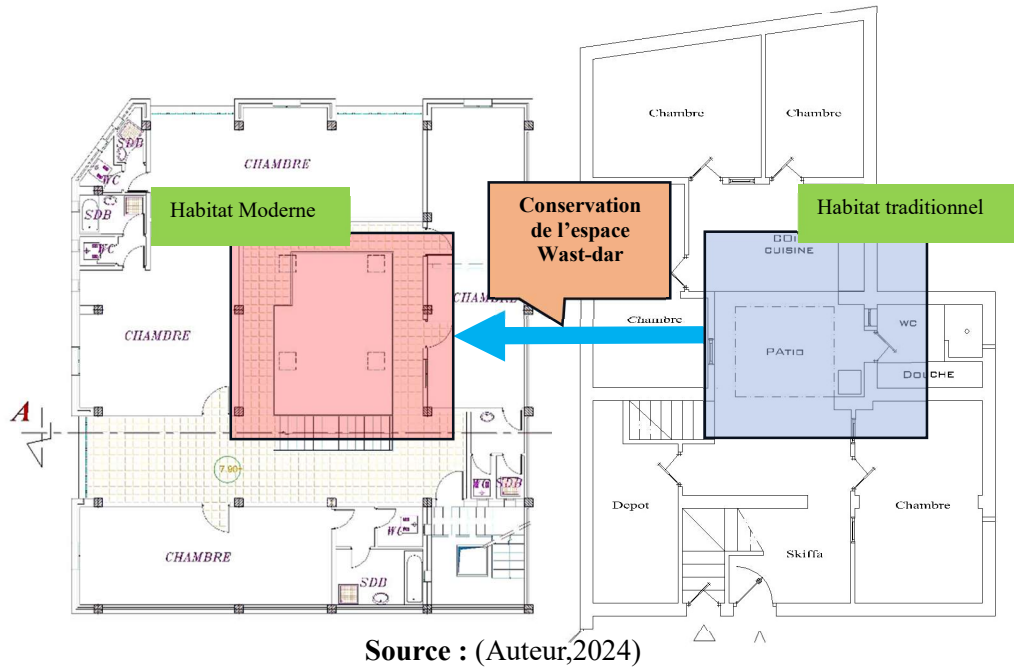 Chambre
Chambre
SDB
WC
CHAMBRE
Habitat Moderne
Conservation
de l’espace
Wast-dar
Habitat traditionnel
SDB
WC
CUISINE
CHAMBRE
Chambre
PATIO
WC
DOUCHE
CHAMBRE
A
7.90
WC
SDB
Depot
Chambre
Skiffa
CHAMBRE
WC
SDB
Source : (Auteur,2024)